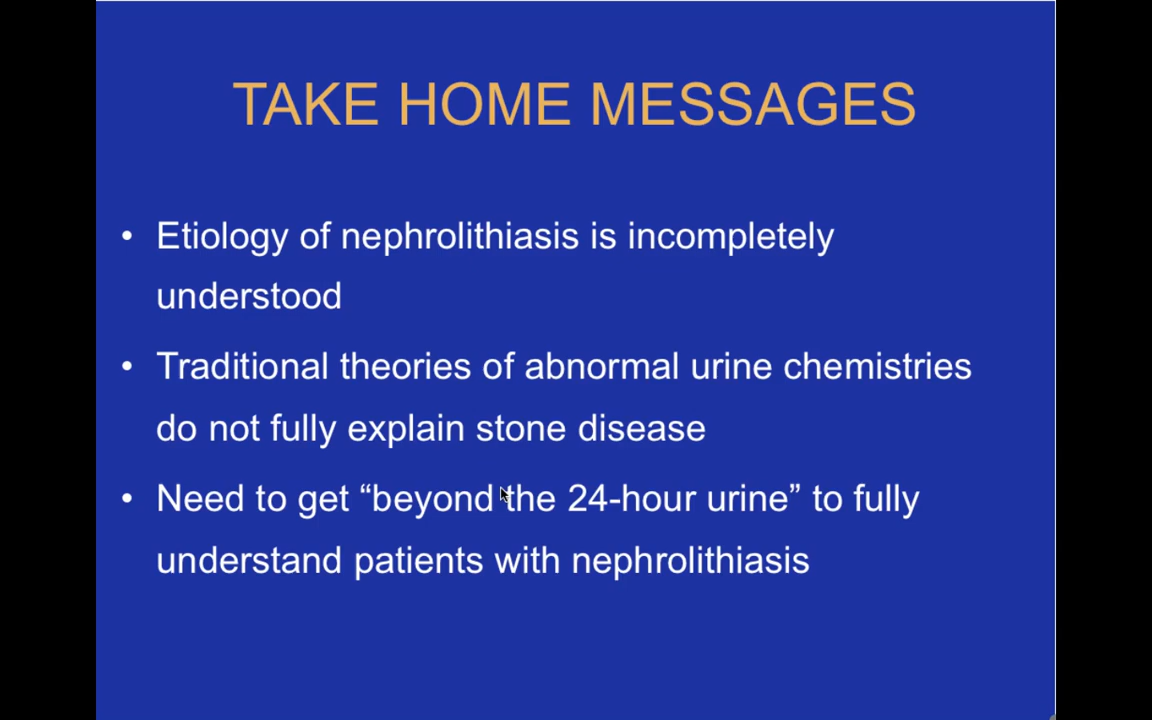 TAKE HOME MESSAGES
• Etiology of nephrolithiasis is incompletely
understood
• Traditional theories of abnormal urine chemistries
do not fully explain stone disease
• Need to get “beyond the 24-hour urine” to fully
understand patients with nephrolithiasis